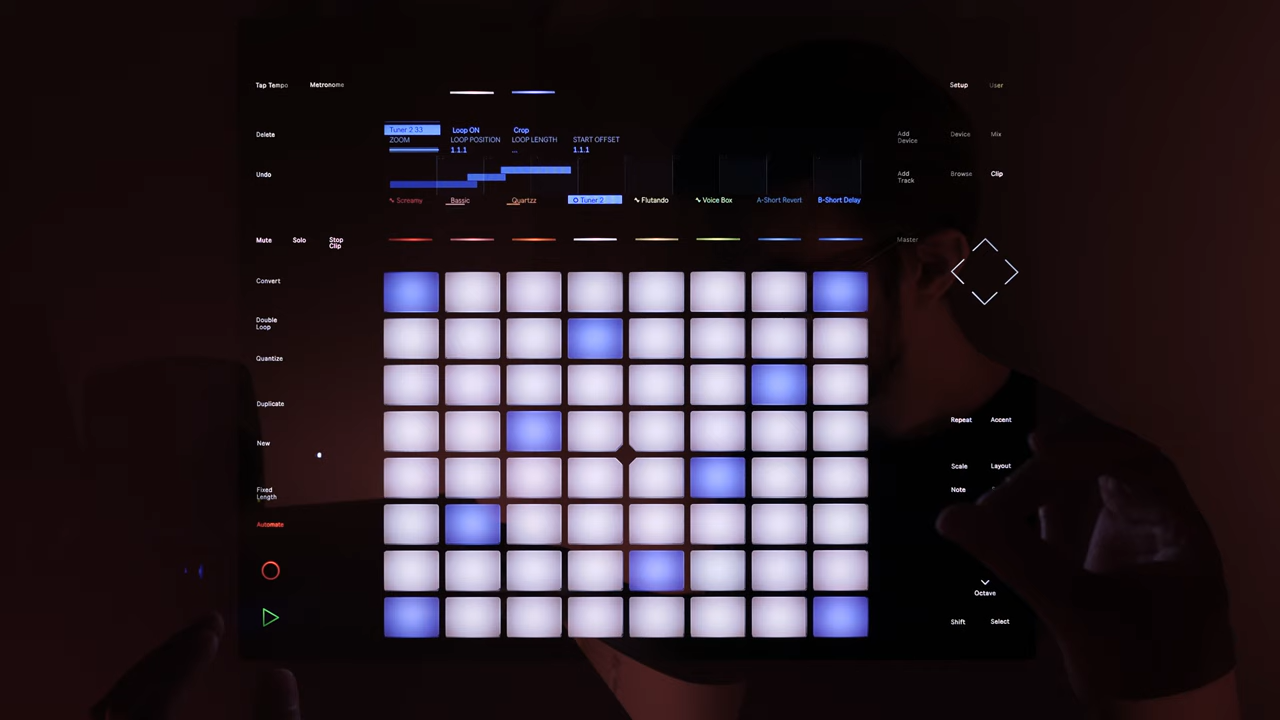 Tap Tempo
Metronome
Setup
User
Delete
Tuner 2 33
Loop ON
Crop
ZOOM
LOOP POSITION
LOOP LENGTH
START OFFSET
1.1.1
...
1.1.1
Add
Device
Device
Mix
Undo
Add
Track
Browse
Clip
Screamy
Bassic
Quartzz
Tuner 2
Flutando
Voice Box
A-Short Revert
B-Short Delay
Mute
Solo
Stop
Clip
Master
Convert
Double
Loop
Quantize
Duplicate
New
Fixed
Length
Automate
Repeat
Accent
Scale
Layout
Note
Octave
Shift
Select